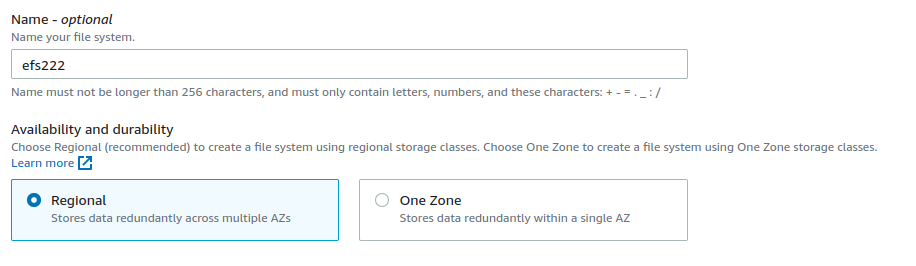 Name - optional
Name your file system.
efs222
Name must not be longer than 256 characters, and must only contain letters, numbers, and these characters: + - = . _ : /
Availability and durability
Choose Regional (recommended) to create a file system using regional storage classes. Choose One Zone to create a file system using One Zone storage classes.
Learn more
Regional
Stores data redundantly across multiple AZs
One Zone
Stores data redundantly within a single AZ